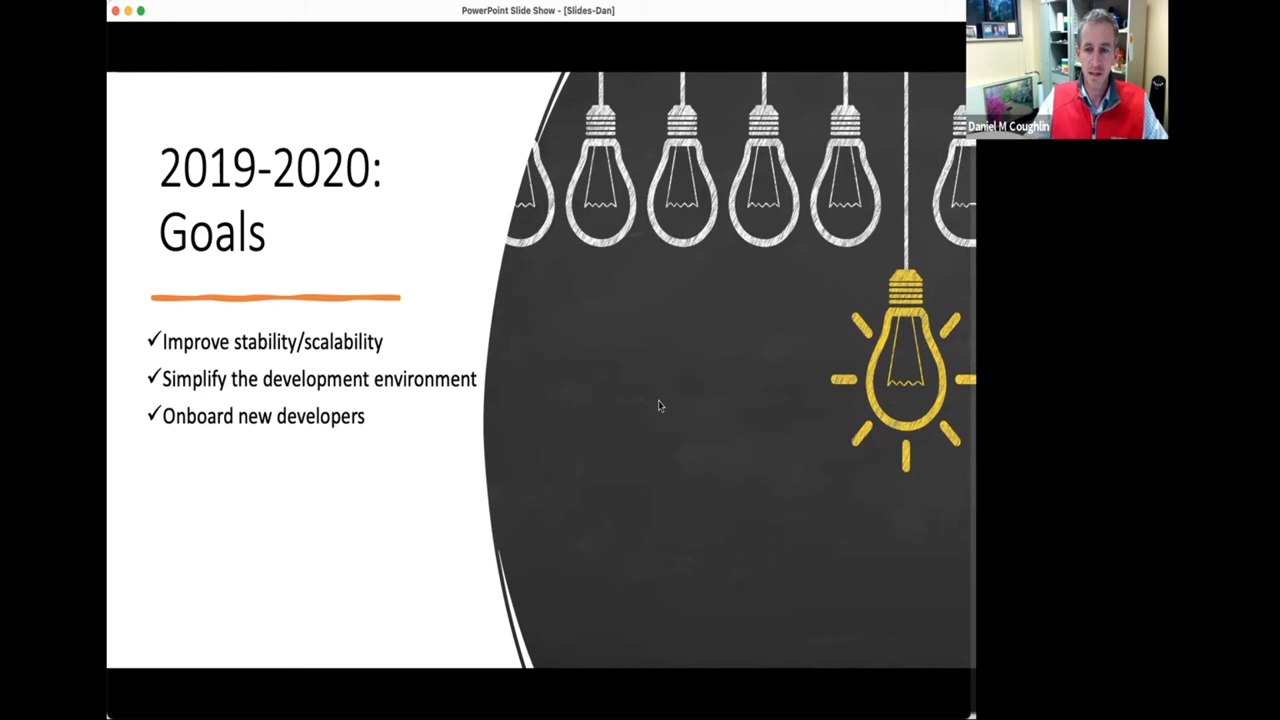 PowerPoint Slide Show - [Slides-Dan]
Daniel M Coughlin
2019-2020:
Goals
✓Improve stability/scalability
✓Simplify the development environment
✓Onboard new developers